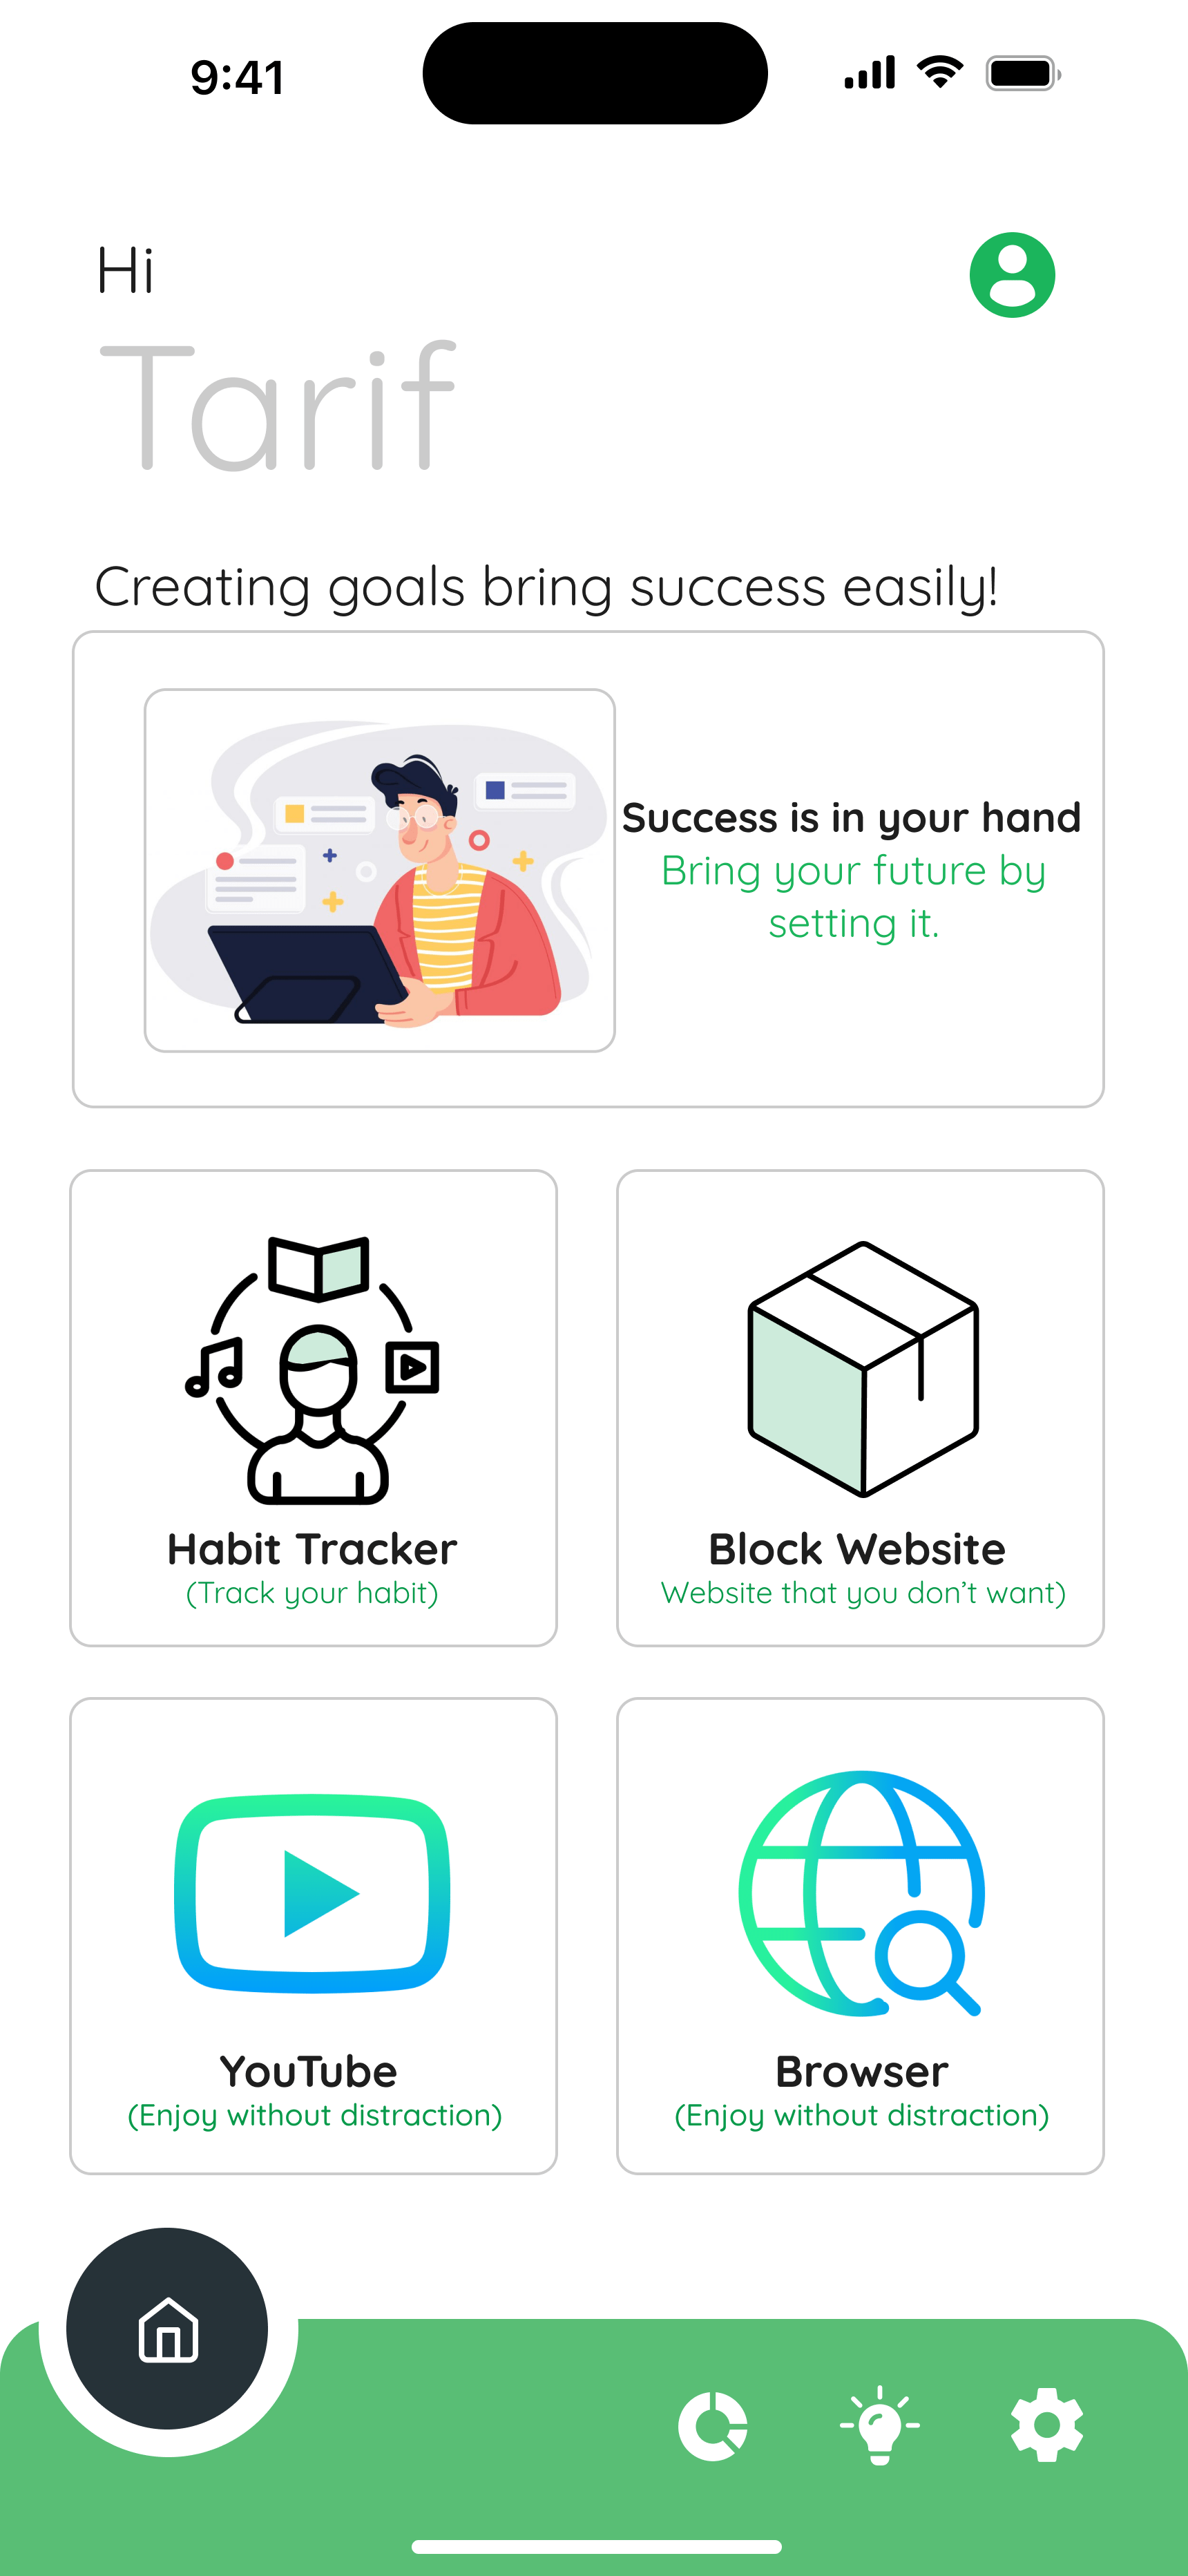 9:41
Hi
Tarif
Creating goals bring success easily!
Success is in your hand
Bring your future by
setting it.
Habit Tracker
(Track your habit)
Block Website
Website that you don’t want)
YouTube
(Enjoy without distraction)
Browser
(Enjoy without distraction)